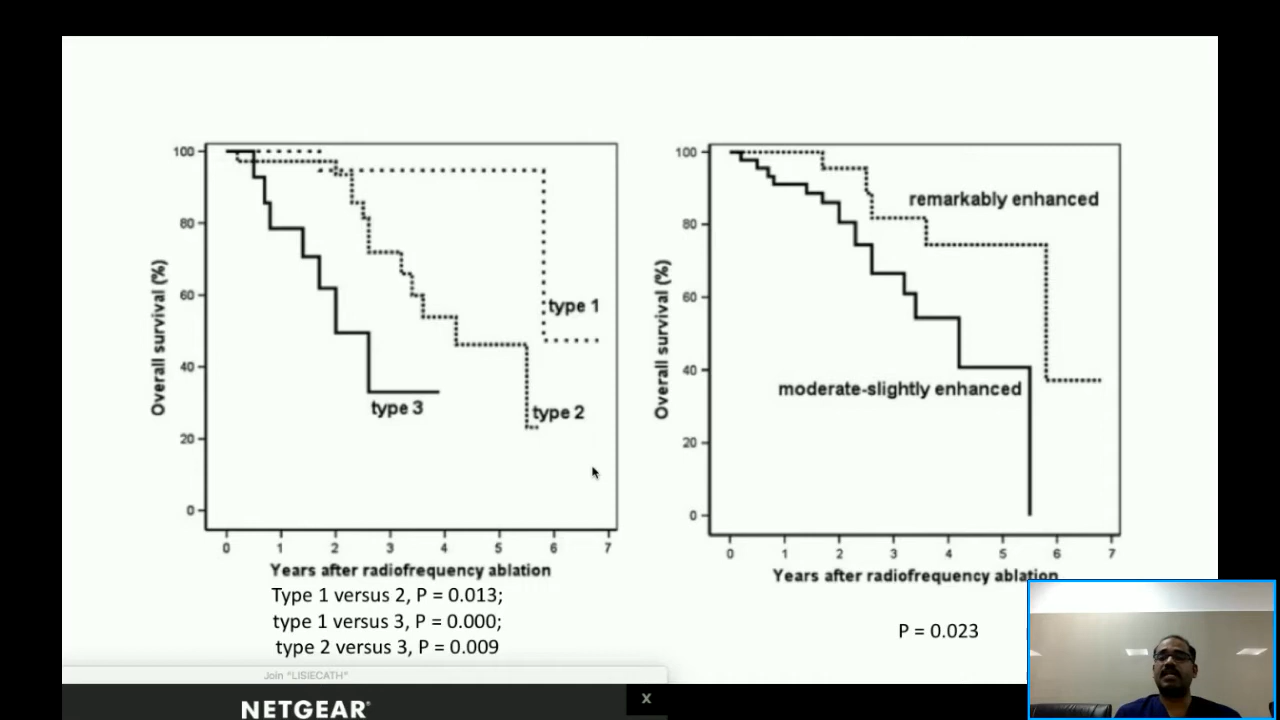 100
80
60
40
20
0
Overall survival (%)
type 1
type 2
type 3
0 1 2 3 4 5 6 7
Years after radiofrequency ablation
Type 1 versus 2, P = 0.013;
type 1 versus 3, P = 0.000;
type 2 versus 3, P = 0.009
100
80
60
40
20
0
Overall survival (%)
remarkably enhanced
moderate-slightly enhanced
0 1 2 3 4 5 6 7
Years after radiofrequency ablation
P = 0.023
Join "LISIECATH"
NETGEAR
X